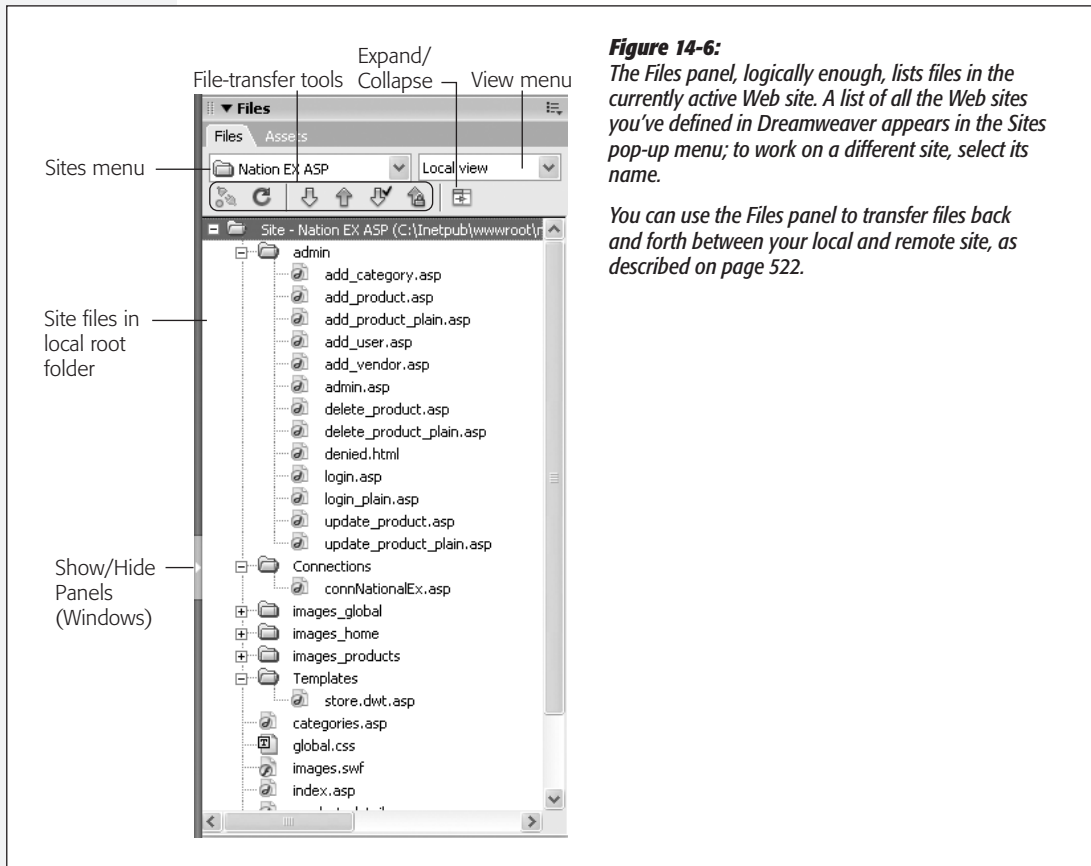 Expand/
Collapse
File-transfer tools
View menu
Files
Files
Assets
Sites menu
Nation EX ASP
Local view
Site - Nation EX ASP (C:\Inetpub\wwwroot\
admin
add_category.asp
add_product.asp
add_product_plain.asp
add_user.asp
Site files in
local root
folder
add_vendor.asp
admin.asp
delete_product.asp
delete_product_plain.asp
denied.html
login.asp
login_plain.asp
update_product.asp
update_product_plain.asp
Show/Hide
Panels
(Windows)
Connections
connNationalEx.asp
images_global
images_home
images_products
Templates
store.dwt.asp
categories.asp
global.css
images.swf
index.asp
Figure 14-6:
The Files panel, logically enough, lists files in the
currently active Web site. A list of all the Web sites
you've defined in Dreamweaver appears in the Sites
pop-up menu; to work on a different site, select its
name.
You can use the Files panel to transfer files back
and forth between your local and remote site, as
described on page 522.